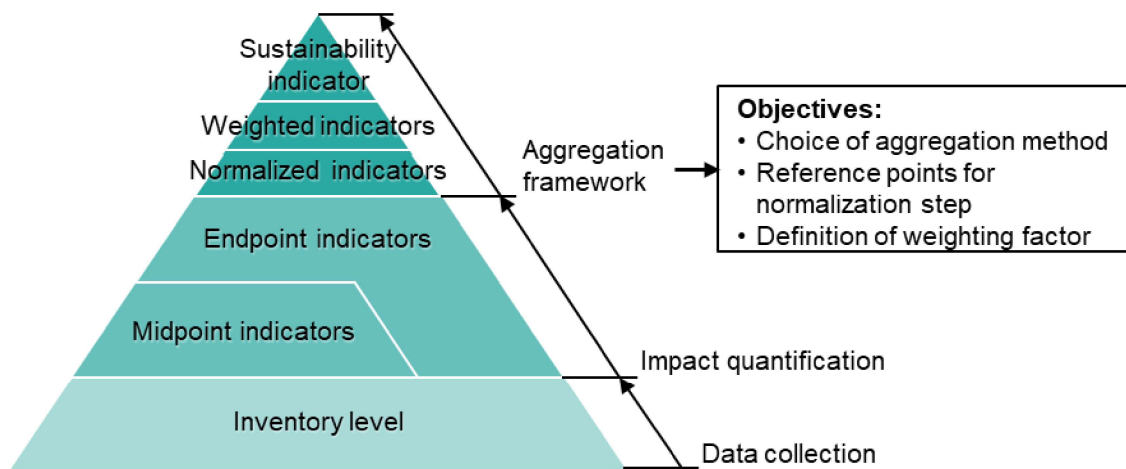 Sustainability
indicator
Weighted indicators
Normalized indicators
Endpoint indicators
Midpoint indicators
Inventory level
Aggregation
framework
Impact quantification
Data collection
Objectives:
• Choice of aggregation method
• Reference points for
normalization step
• Definition of weighting factor